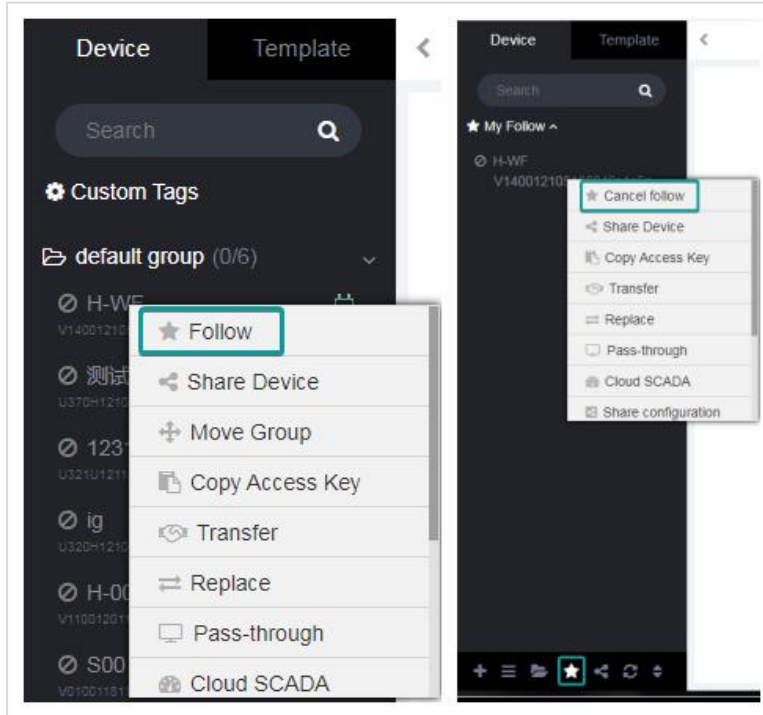 Device Template
Search
Custom Tags
default group (0/6)
H-WF
Follow
Share Device
Move Group
Copy Access Key
Transfer
Replace
Pass-through
Cloud SCADA
测试
1231
ig
H-00
S00
Device Template
Search
My Follow
H-WF
Cancel follow
Share Device
Copy Access Key
Transfer
Replace
Pass-through
Cloud SCADA
Share configuration